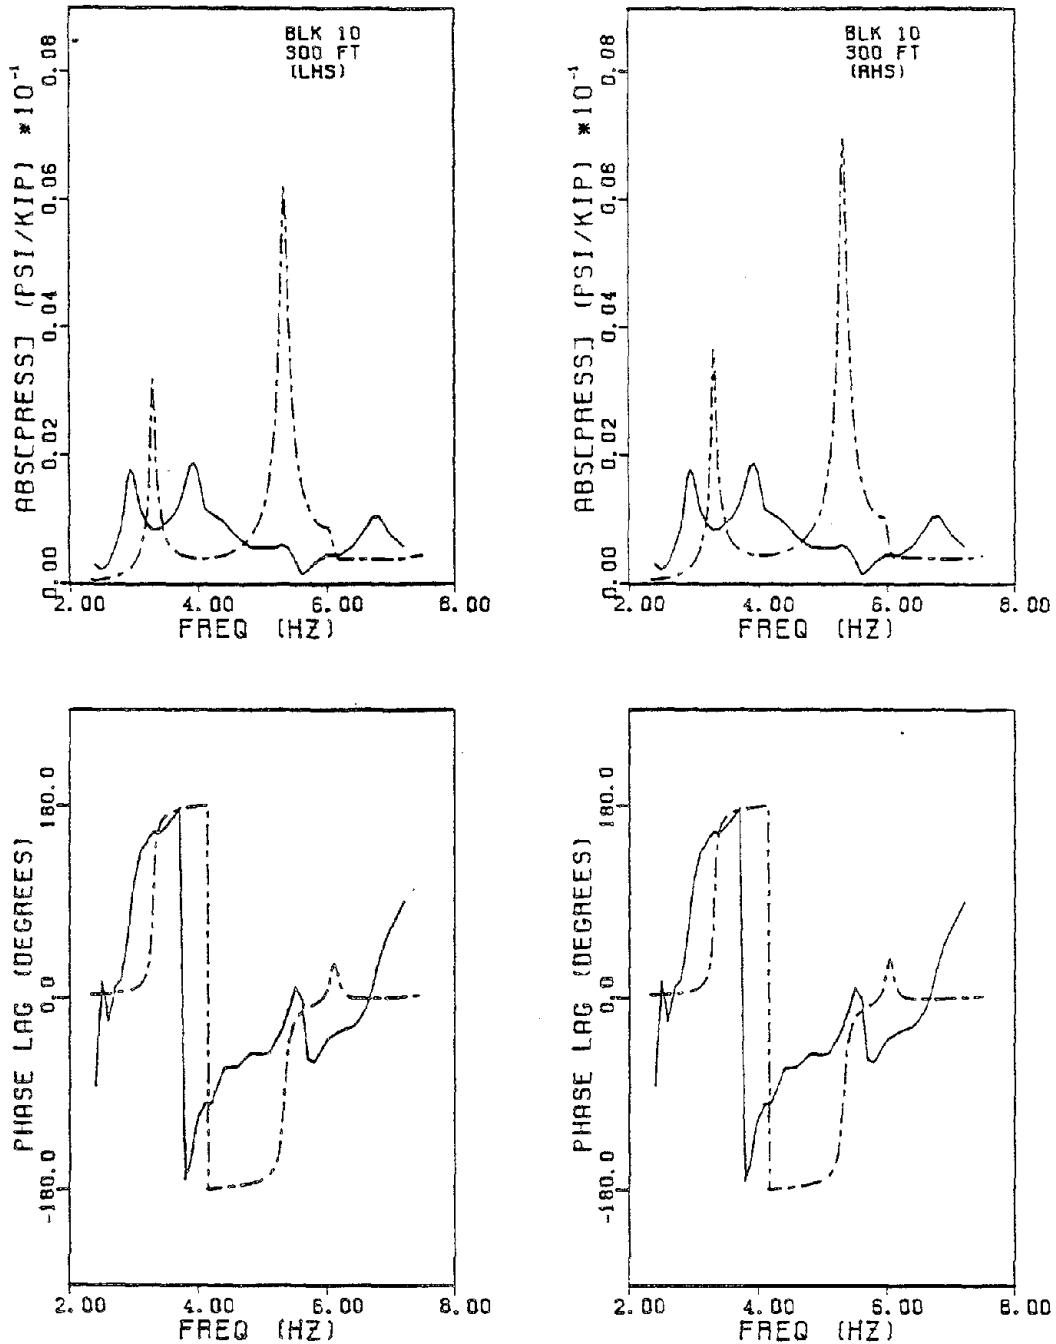 BLK 10
300 FT
(LHS)
ABS[PRESS] (PSI/KIP) *10⁻¹
0.08
0.06
0.04
0.02
0.00
2.00 4.00 6.00 8.00
FREQ (HZ)
BLK 10
300 FT
(RHS)
ABS[PRESS] (PSI/KIP) *10⁻¹
0.08
0.06
0.04
0.02
0.00
2.00 4.00 6.00 8.00
FREQ (HZ)
PHASE LAG (DEGREES)
180.0
0.0
-180.0
2.00 4.00 6.00 8.00
FREQ (HZ)
PHASE LAG (DEGREES)
180.0
0.0
-180.0
2.00 4.00 6.00 8.00
FREQ (HZ)